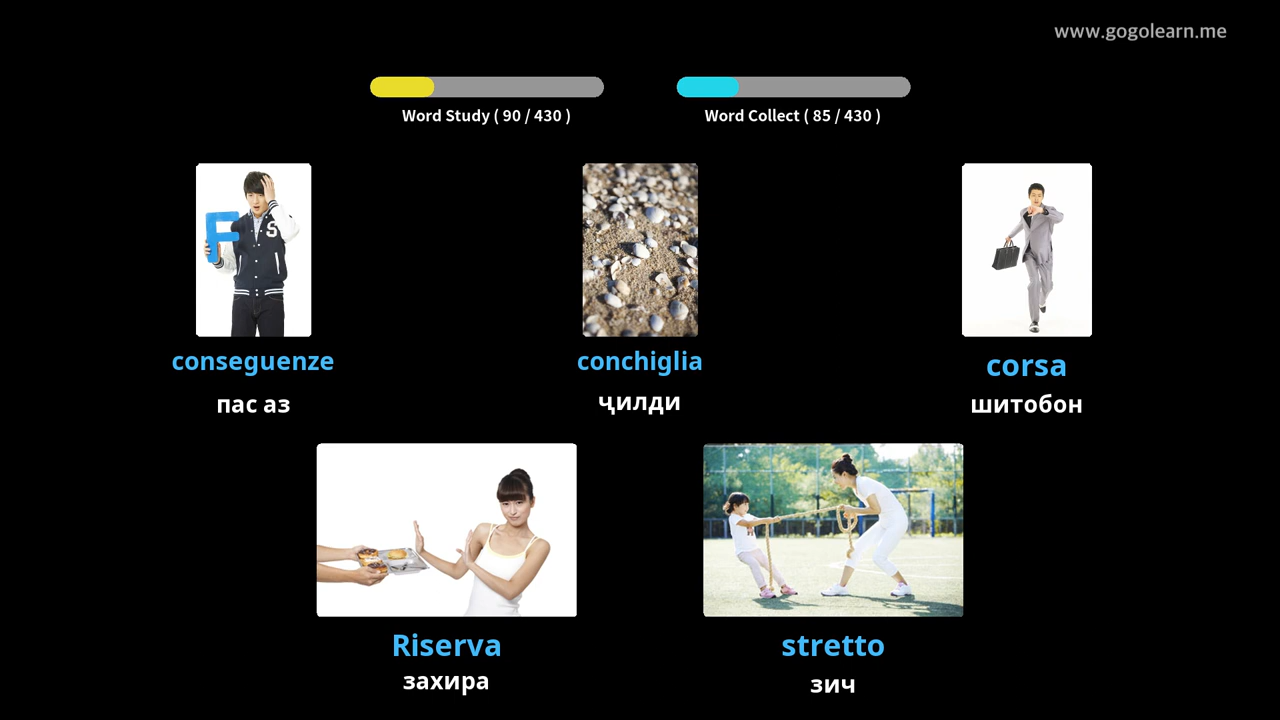 www.gogolearn.me
Word Study ( 90 / 430 )
Word Collect ( 85 / 430 )
F
S
conseguenze
пас аз
conchiglia
ҷилди
corsa
шитобон
Riserva
захира
stretto
зич